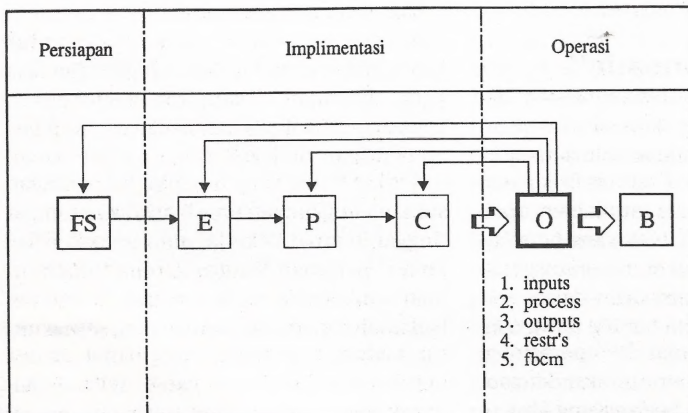 Persiapan
Implimentasi
Operasi
FS
E
P
C
O
B
1. inputs
2. process
3. outputs
4. restr's
5. fbcm